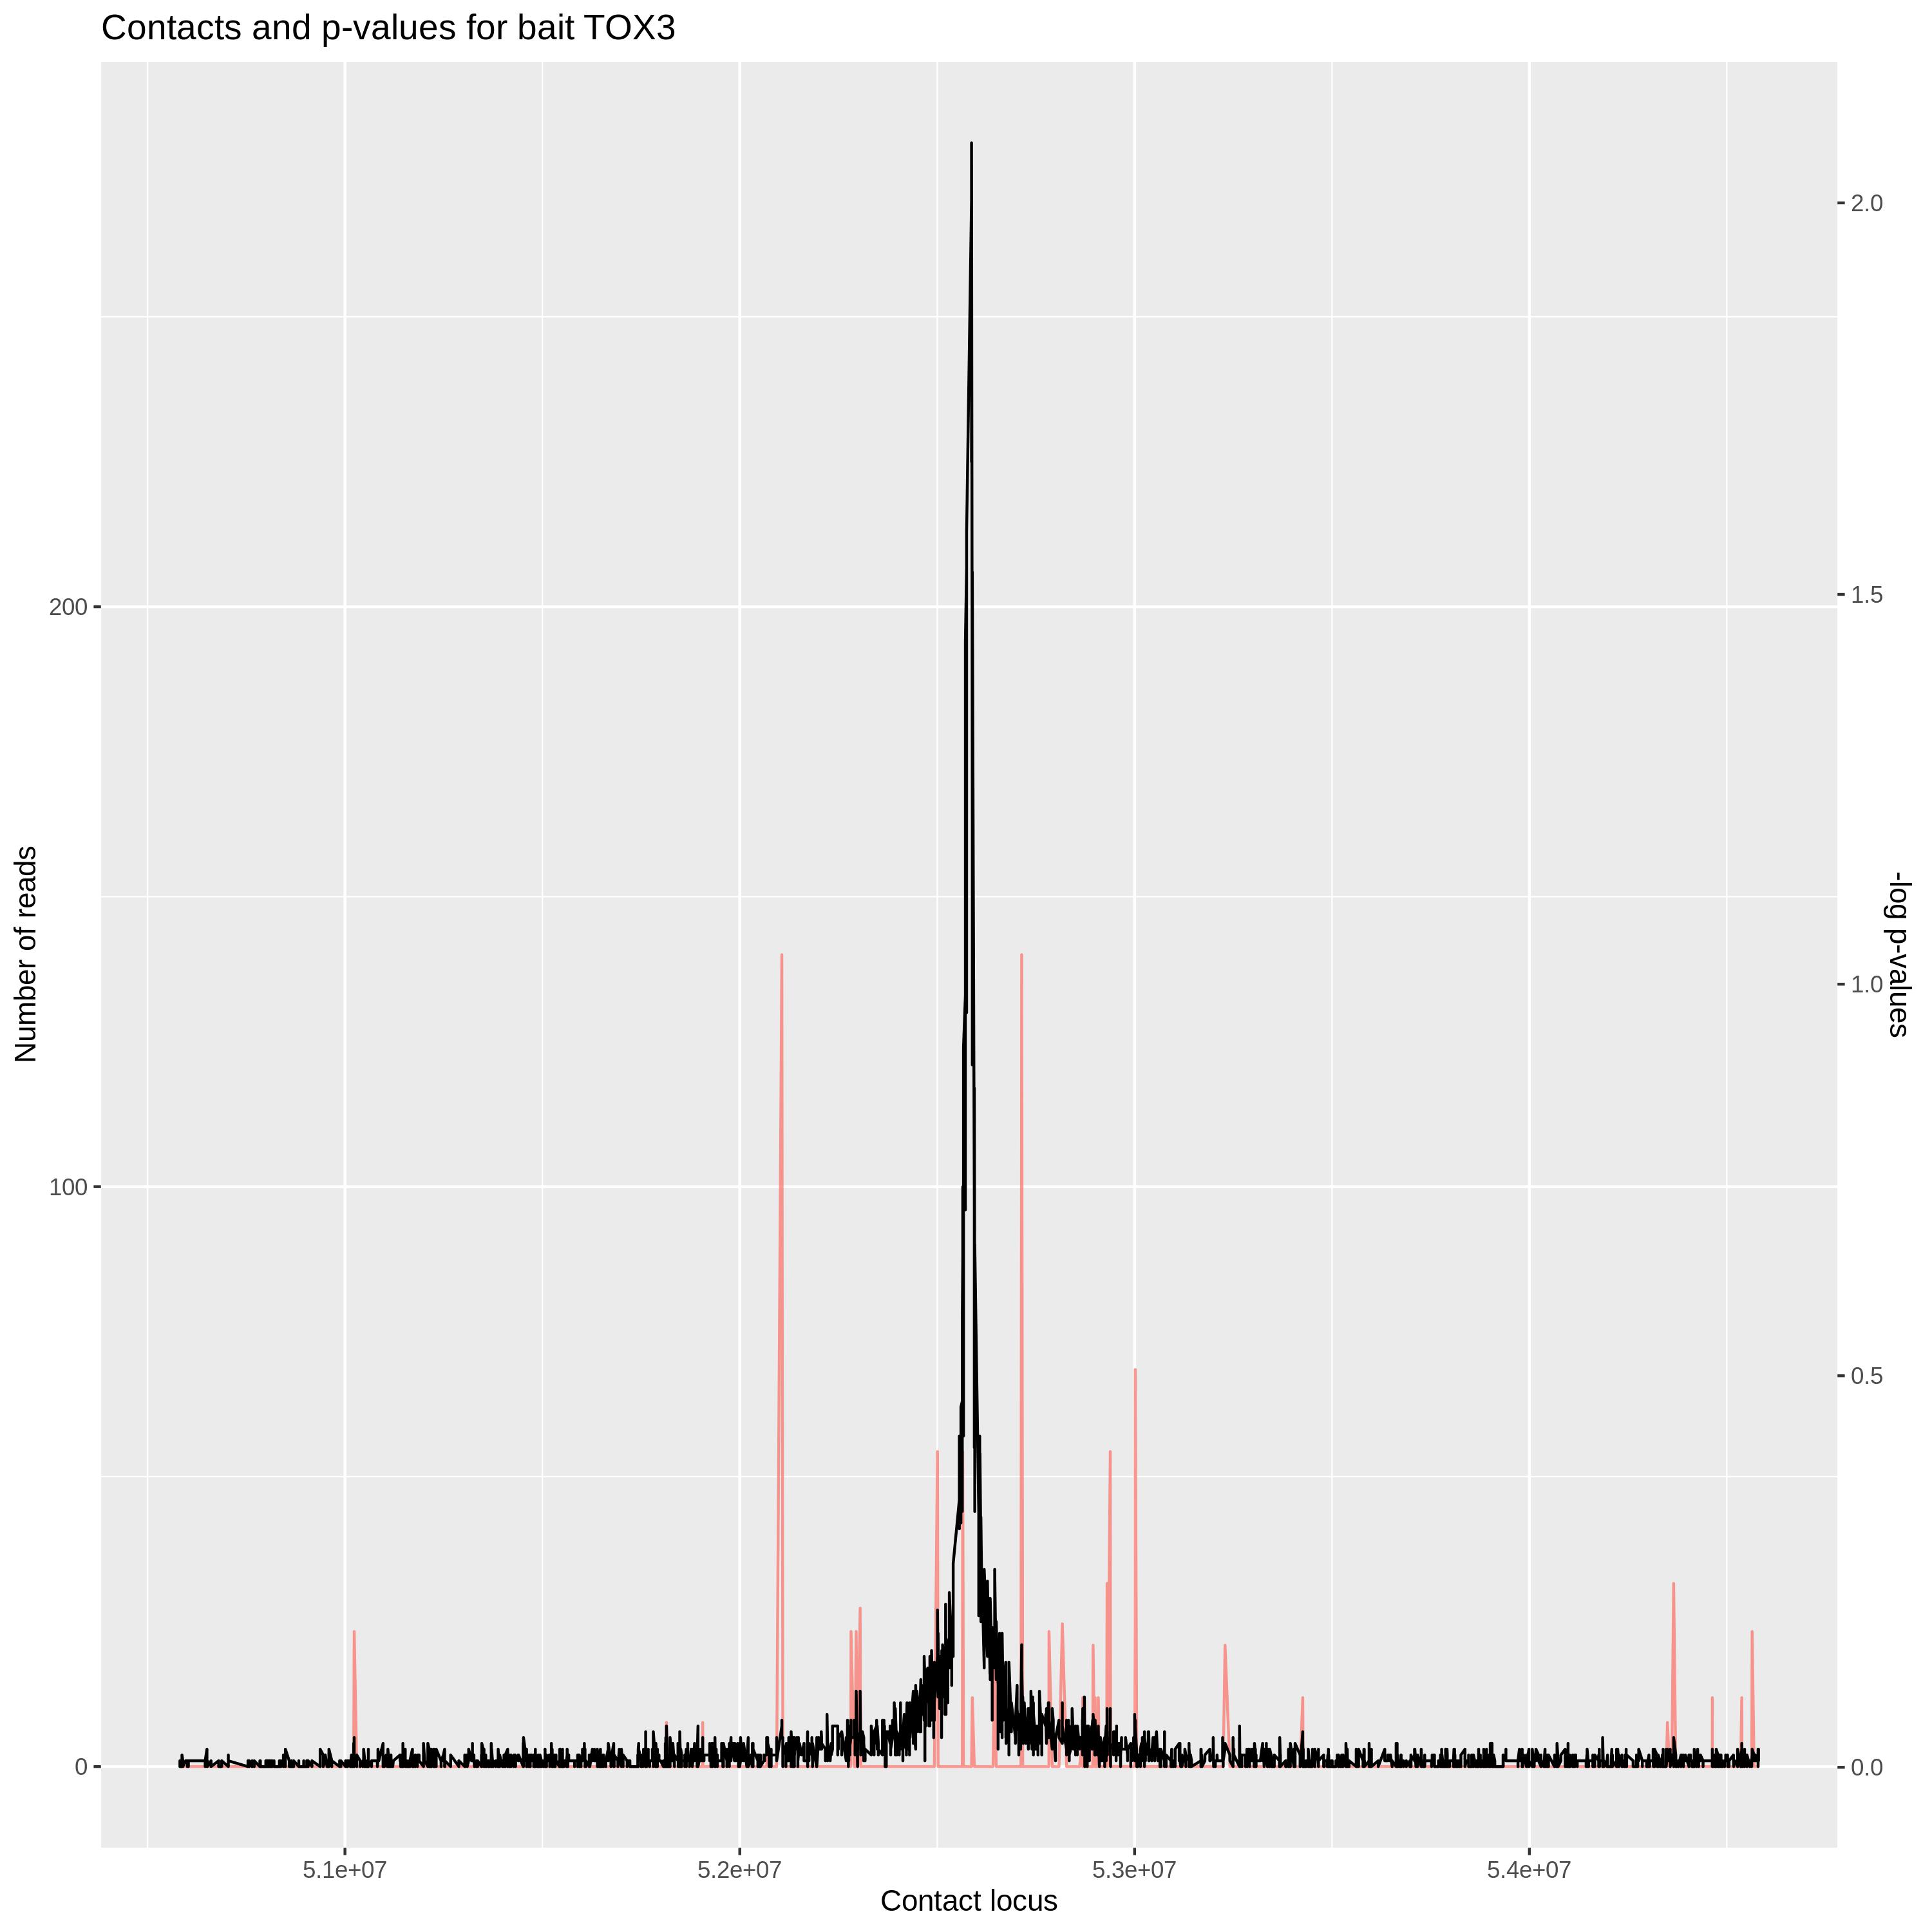 Contacts and p-values for bait TOX3
Number of reads
200
100
0
2.0
1.5
1.0
0.5
0.0
-log p-values
5.1e+07
5.2e+07
5.3e+07
5.4e+07
Contact locus